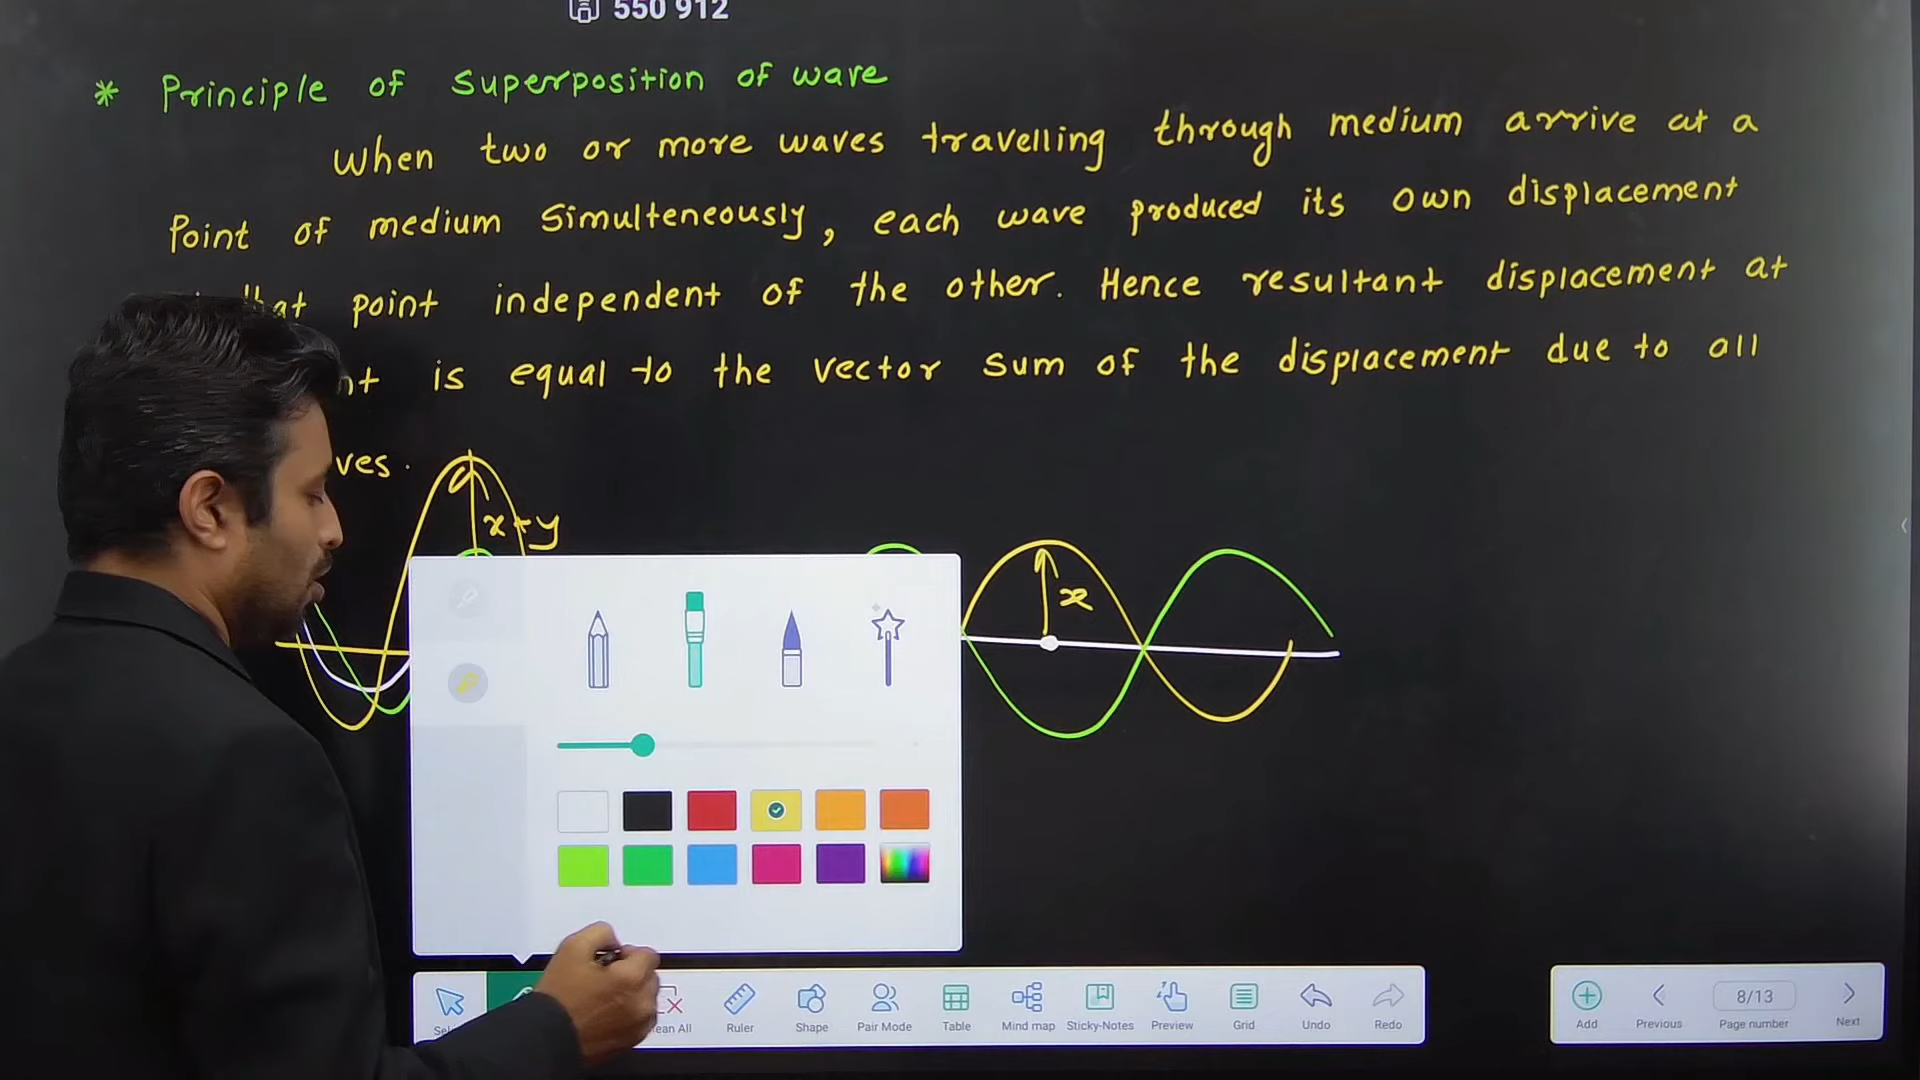 550 912
* Principle of superposition of wave
When two or more waves travelling through medium arrive at a
Point of medium Simulteneously, each wave produced its own displacement
point independent of the other. Hence resultant displacement at
is equal to the vector sum of the displacement due to all
x+y
x
Ruler Shape Pair Mode Table Mind map Sticky-Notes Preview Grid Undo Redo
8/13
Add Previous Page number Next